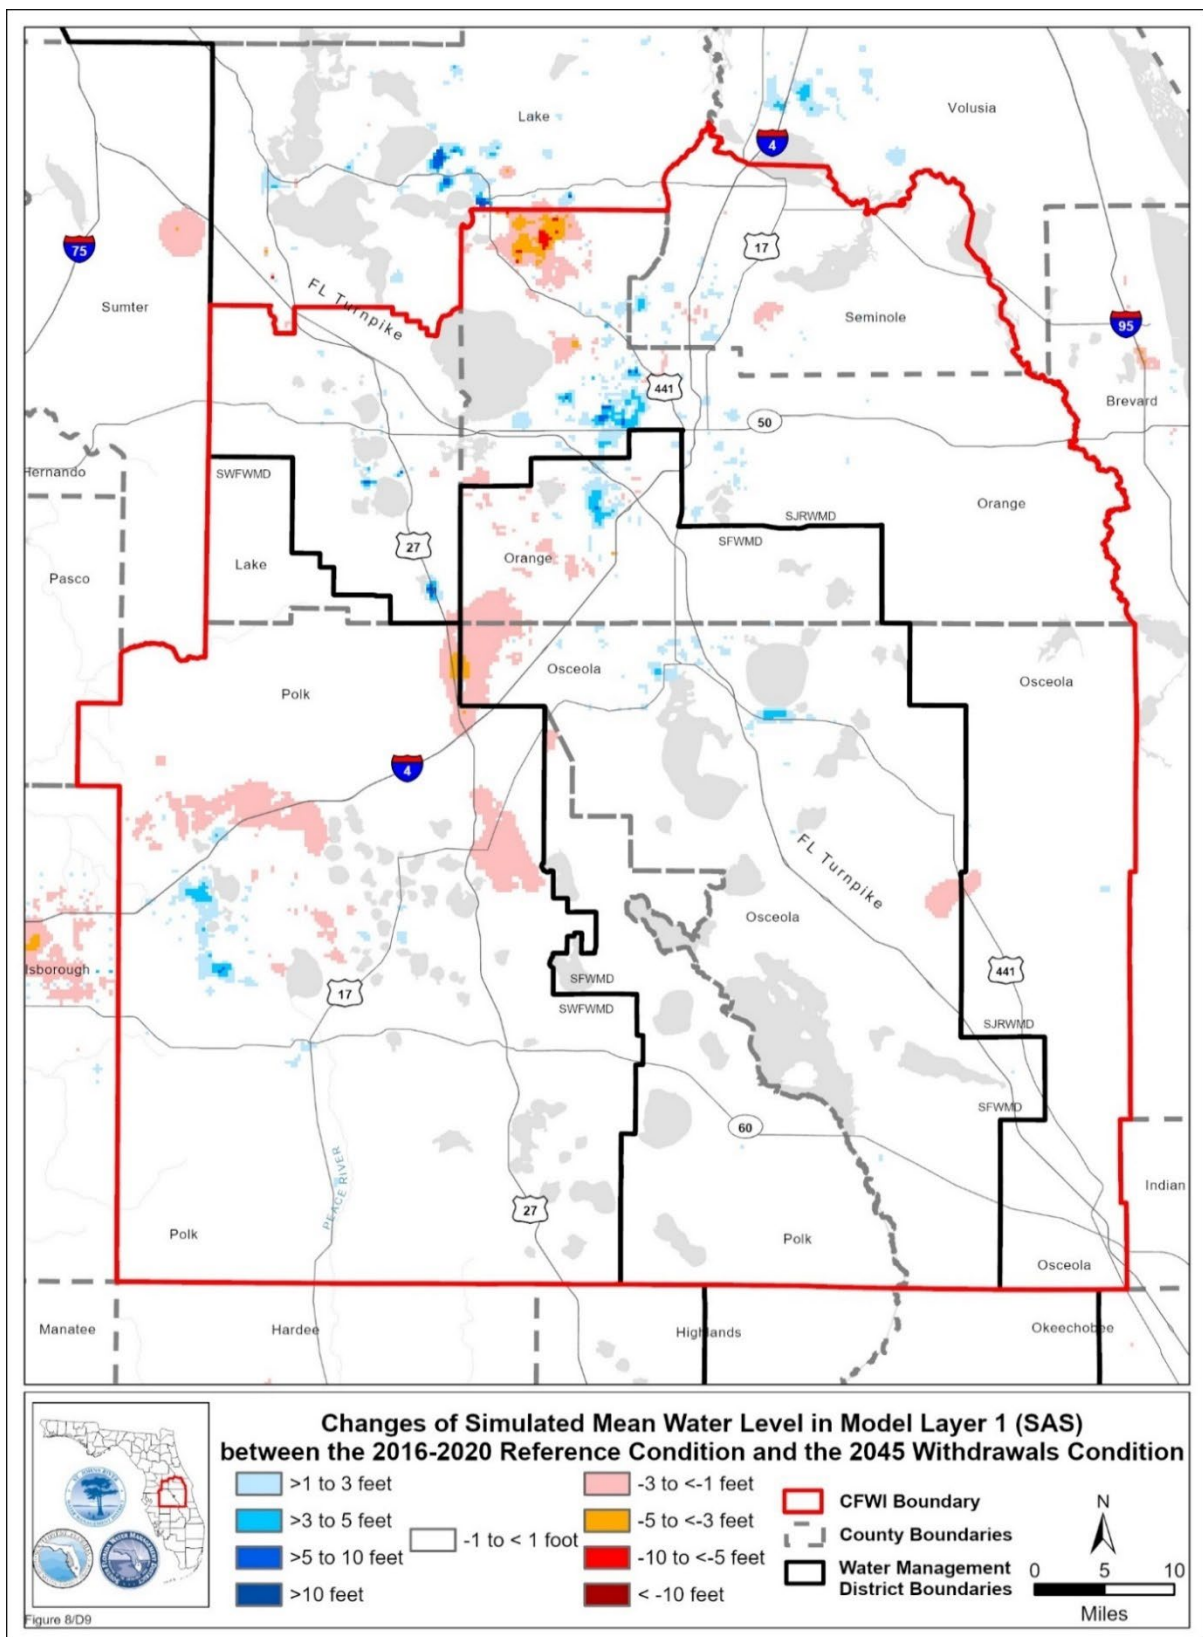 Lake
Volusia
4
75
17
Sumter
FL Turnpike
Seminole
95
441
Brevard
50
Hernando
SWFWMD
Orange
SJRWMD
SFWMD
27
Lake
Orange
Pasco
Osceola
Osceola
Polk
4
FL Turnpike
Osceola
lsborough
SFWMD
441
17
SWFWMD
SJRWMD
SFWMD
60
PEACE RIVER
Indian
27
Polk
Polk
Osceola
Manatee
Hardee
Highlands
Okeechobee
Changes of Simulated Mean Water Level in Model Layer 1 (SAS)
between the 2016-2020 Reference Condition and the 2045 Withdrawals Condition
>1 to 3 feet
>3 to 5 feet
>5 to 10 feet
>10 feet
-1 to < 1 foot
-3 to <-1 feet
-5 to <-3 feet
-10 to <-5 feet
< -10 feet
CFWI Boundary
County Boundaries
Water Management
District Boundaries
N
0 5 10
Miles
Figure 8/D9